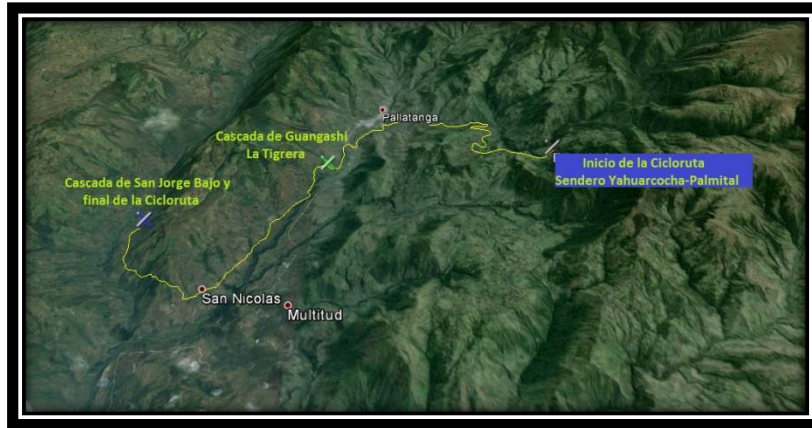 Pallatanga
Cascada de Guangashi
La Tigrera
Inicio de la Cicloruta
Sendero Yahuarcocha-Palmital
Cascada de San Jorge Bajo y
final de la Cicloruta
San Nicolas
Multitud